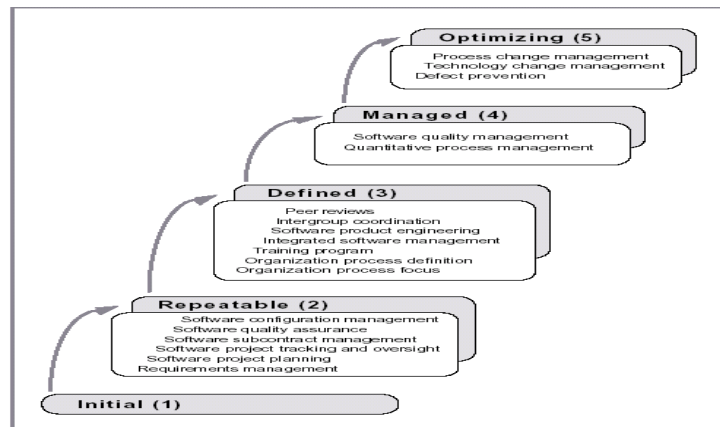 Optimizing (5)
Process change management
Technology change management
Defect prevention
Managed (4)
Software quality management
Quantitative process management
Defined (3)
Peer reviews
Intergroup coordination
Software product engineering
Integrated software management
Training program
Organization process definition
Organization process focus
Repeatable (2)
Software configuration management
Software quality assurance
Software subcontract management
Software project tracking and oversight
Software project planning
Requirements management
Initial (1)